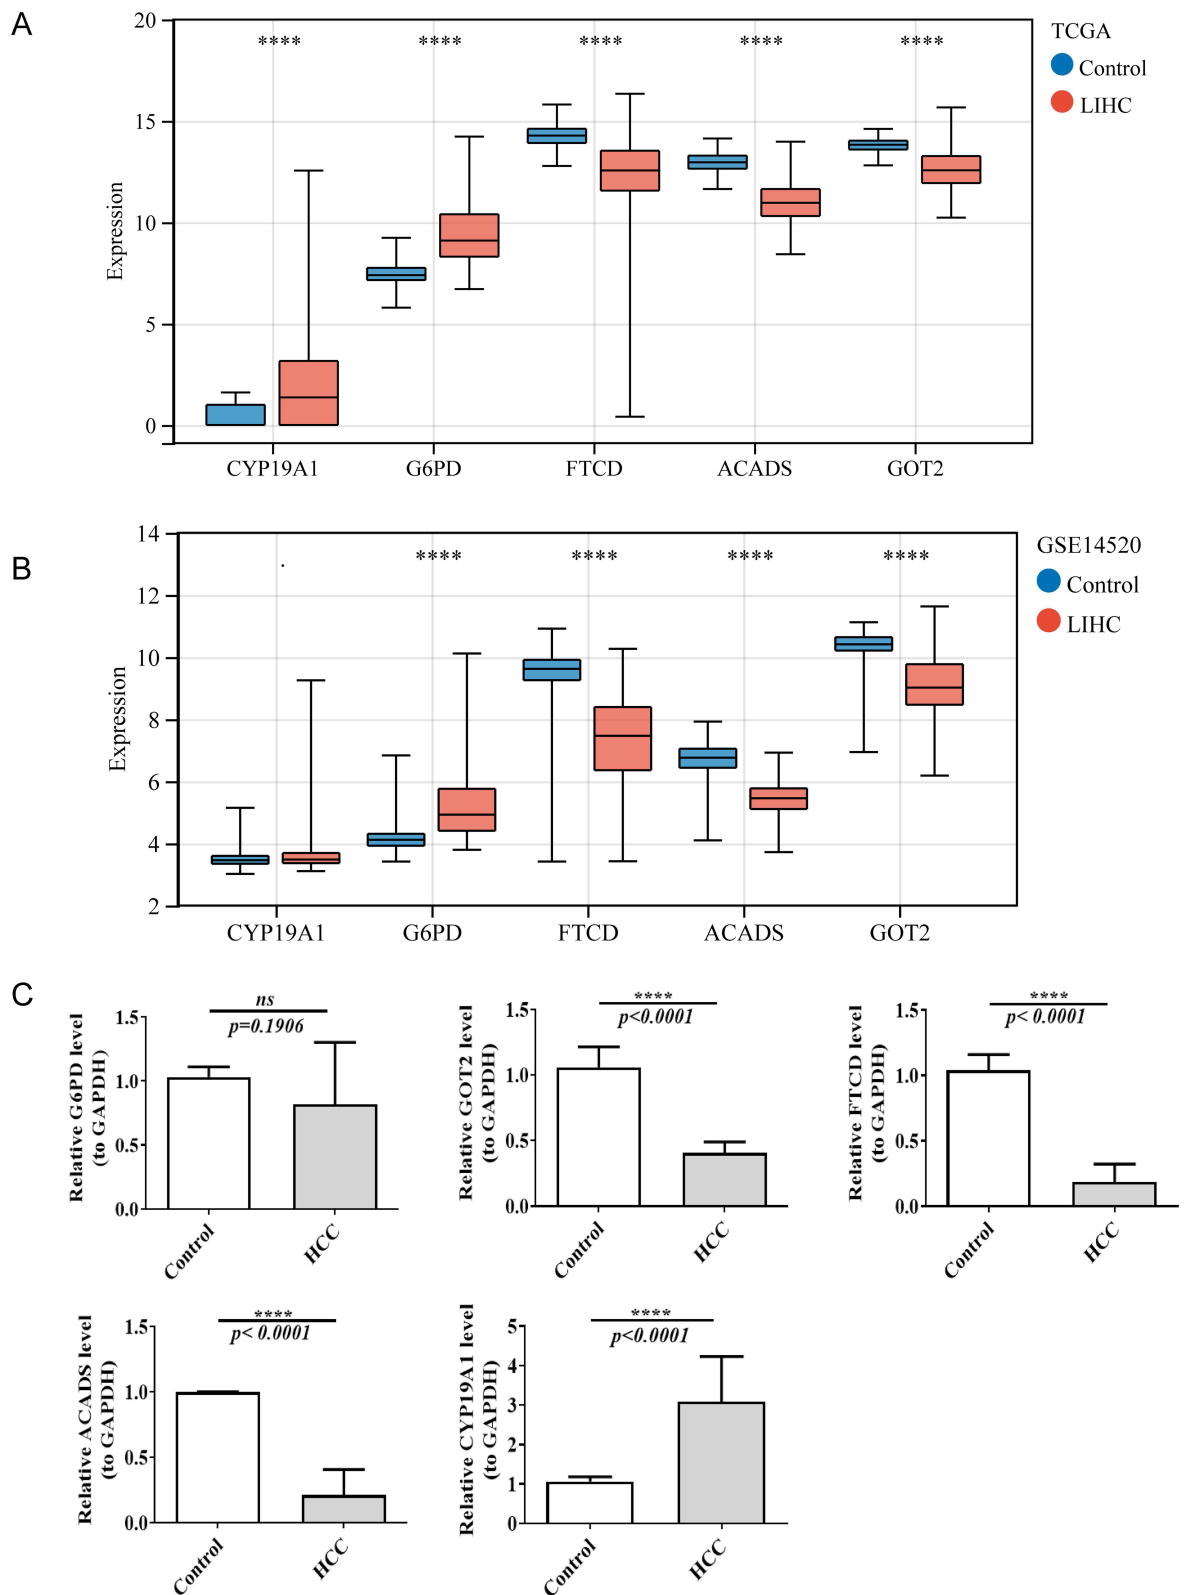 A
TCGA
Control
LIHC
Expression
20
15
10
5
0
**** **** **** **** ****
CYP19A1 G6PD FTCD ACADS GOT2
B
GSE14520
Control
LIHC
Expression
14
12
10
8
6
4
2
. **** **** **** ****
CYP19A1 G6PD FTCD ACADS GOT2
C
Relative G6PD level
(to GAPDH)
1.5
1.0
0.5
0.0
ns
p=0.1906
Control HCC
Relative GOT2 level
(to GAPDH)
1.5
1.0
0.5
0.0
****
p<0.0001
Control HCC
Relative FTCD level
(to GAPDH)
1.5
1.0
0.5
0.0
****
p< 0.0001
Control HCC
Relative ACADS level
(to GAPDH)
1.5
1.0
0.5
0.0
****
p< 0.0001
Control HCC
Relative CYP19A1 level
(to GAPDH)
5
4
3
2
1
0
****
p<0.0001
Control HCC